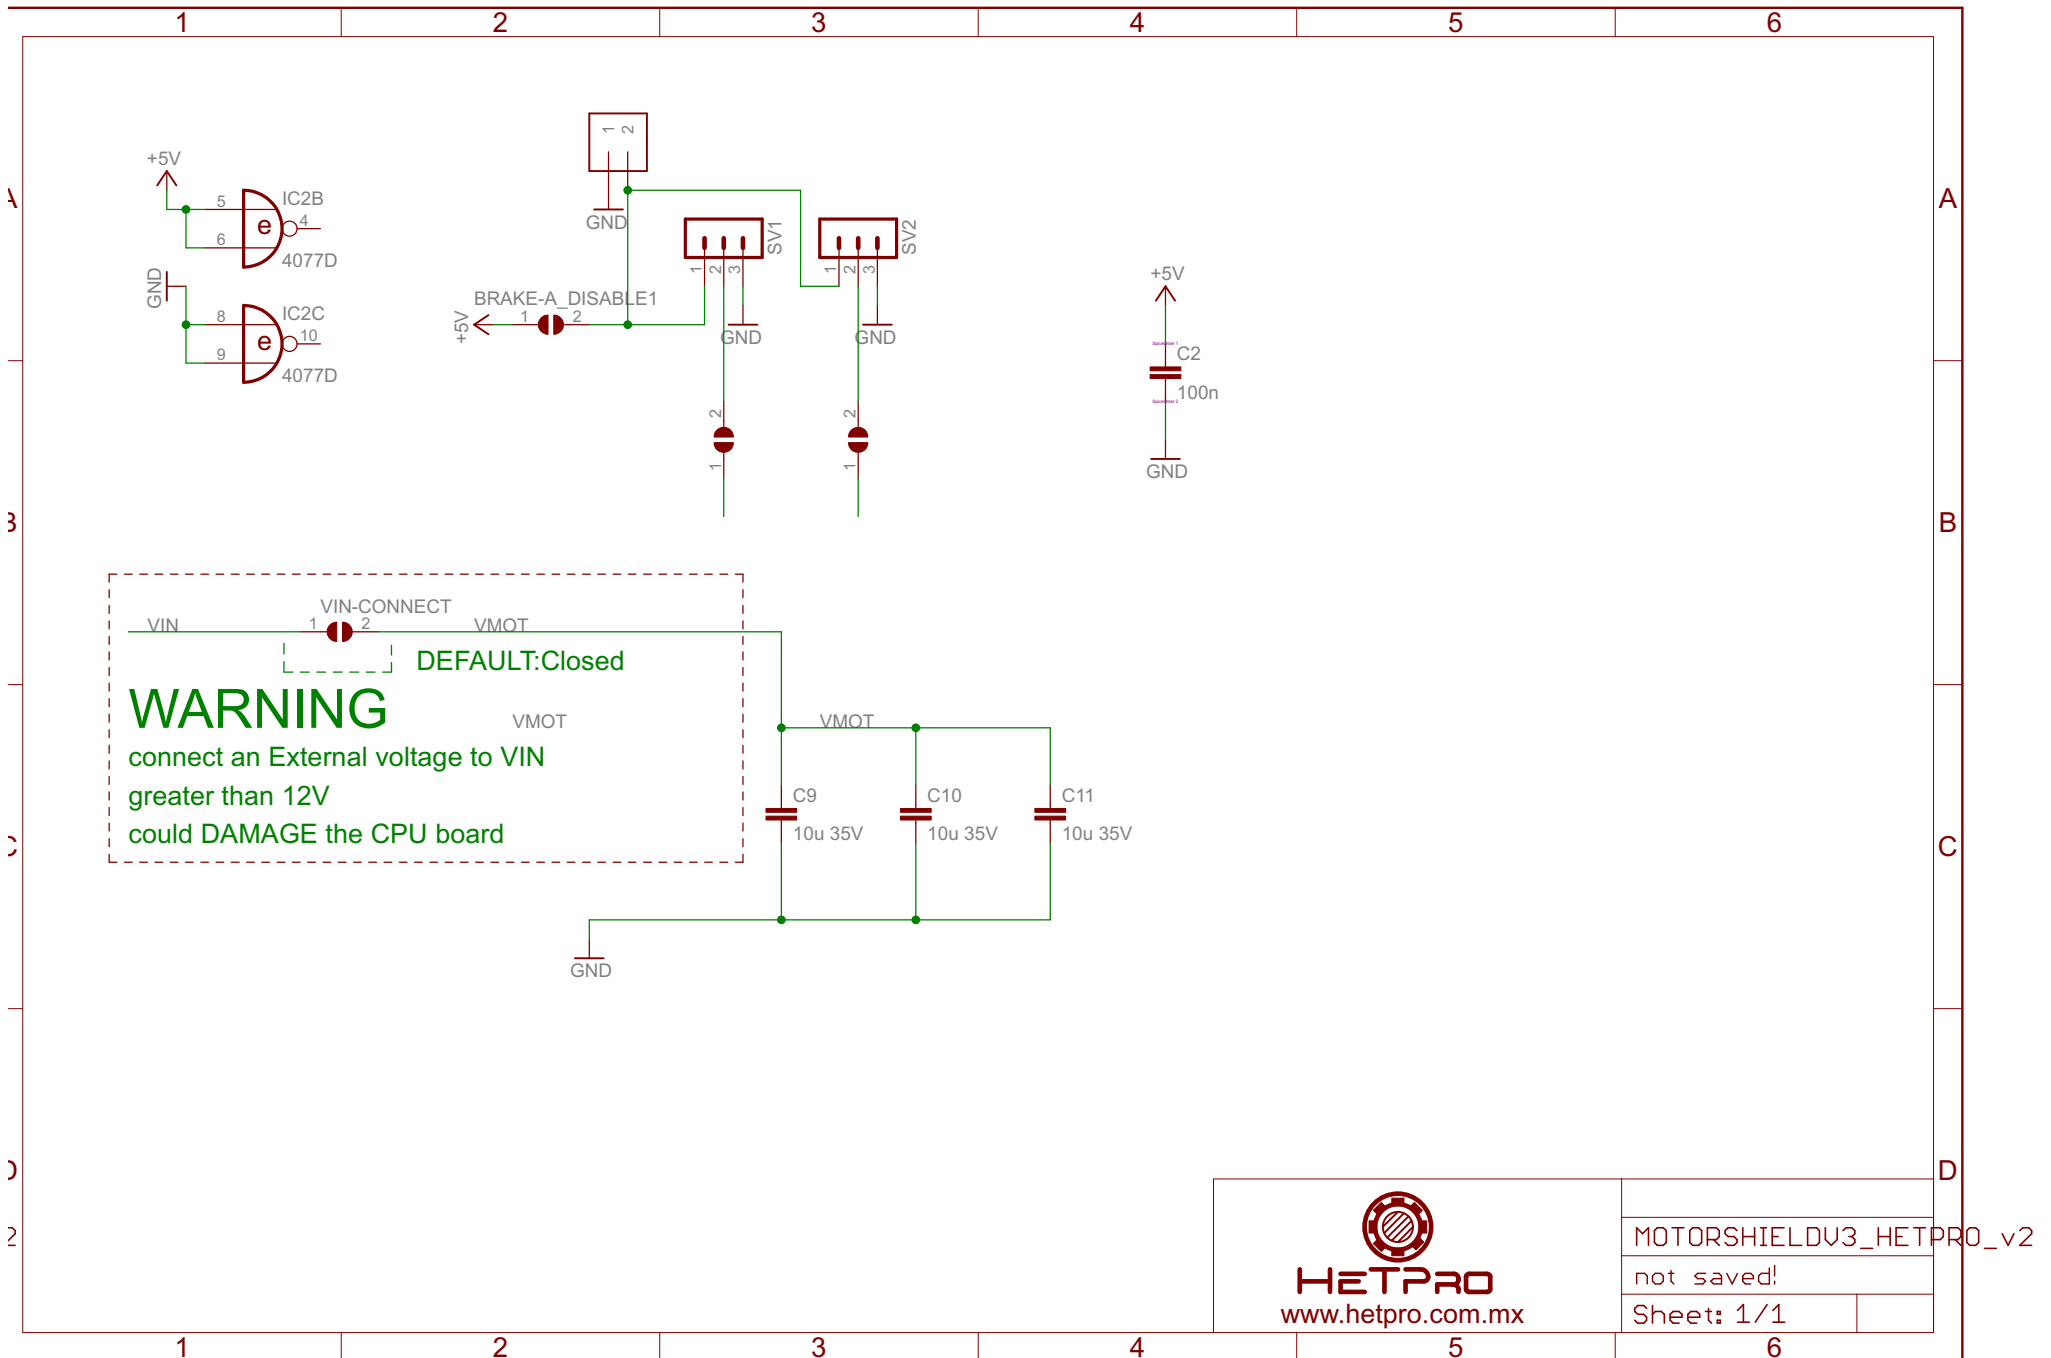 1 2 3 4 5 6
1 2
+5V
IC2B
5
e
4
6
4077D
GND
A
GND
SV1
SV2
1 2 3
1 2 3
GND
IC2C
8
e
10
9
4077D
BRAKE-A_DISABLE1
+5V
1 2
GND
GND
+5V
C2
100n
GND
2
1
2
1
B
VIN-CONNECT
VIN
1 2
VMOT
DEFAULT:Closed
WARNING
VMOT
VMOT
connect an External voltage to VIN
greater than 12V
could DAMAGE the CPU board
C9
10u 35V
C10
10u 35V
C11
10u 35V
C
GND
D
HETPRO
www.hetpro.com.mx
MOTORSHIELDV3_HETPRO_v2
not saved!
Sheet: 1/1
1 2 3 4 5 6